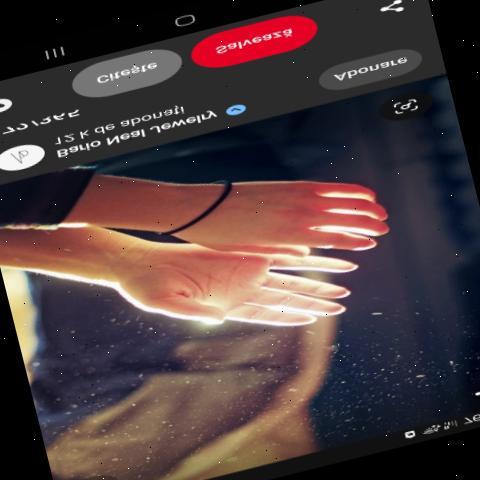 Bario Neal Jewelry
12 k de abonați
Abonare
Citește
Salvează